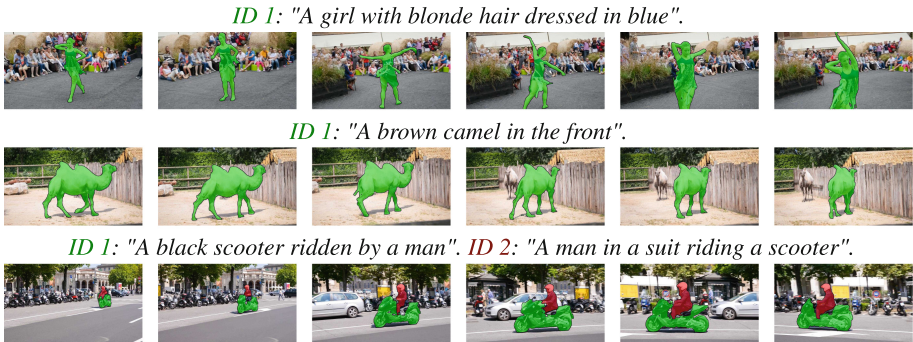 ID 1: "A girl with blonde hair dressed in blue".
ID 1: "A brown camel in the front".
ID 1: "A black scooter ridden by a man". ID 2: "A man in a suit riding a scooter".